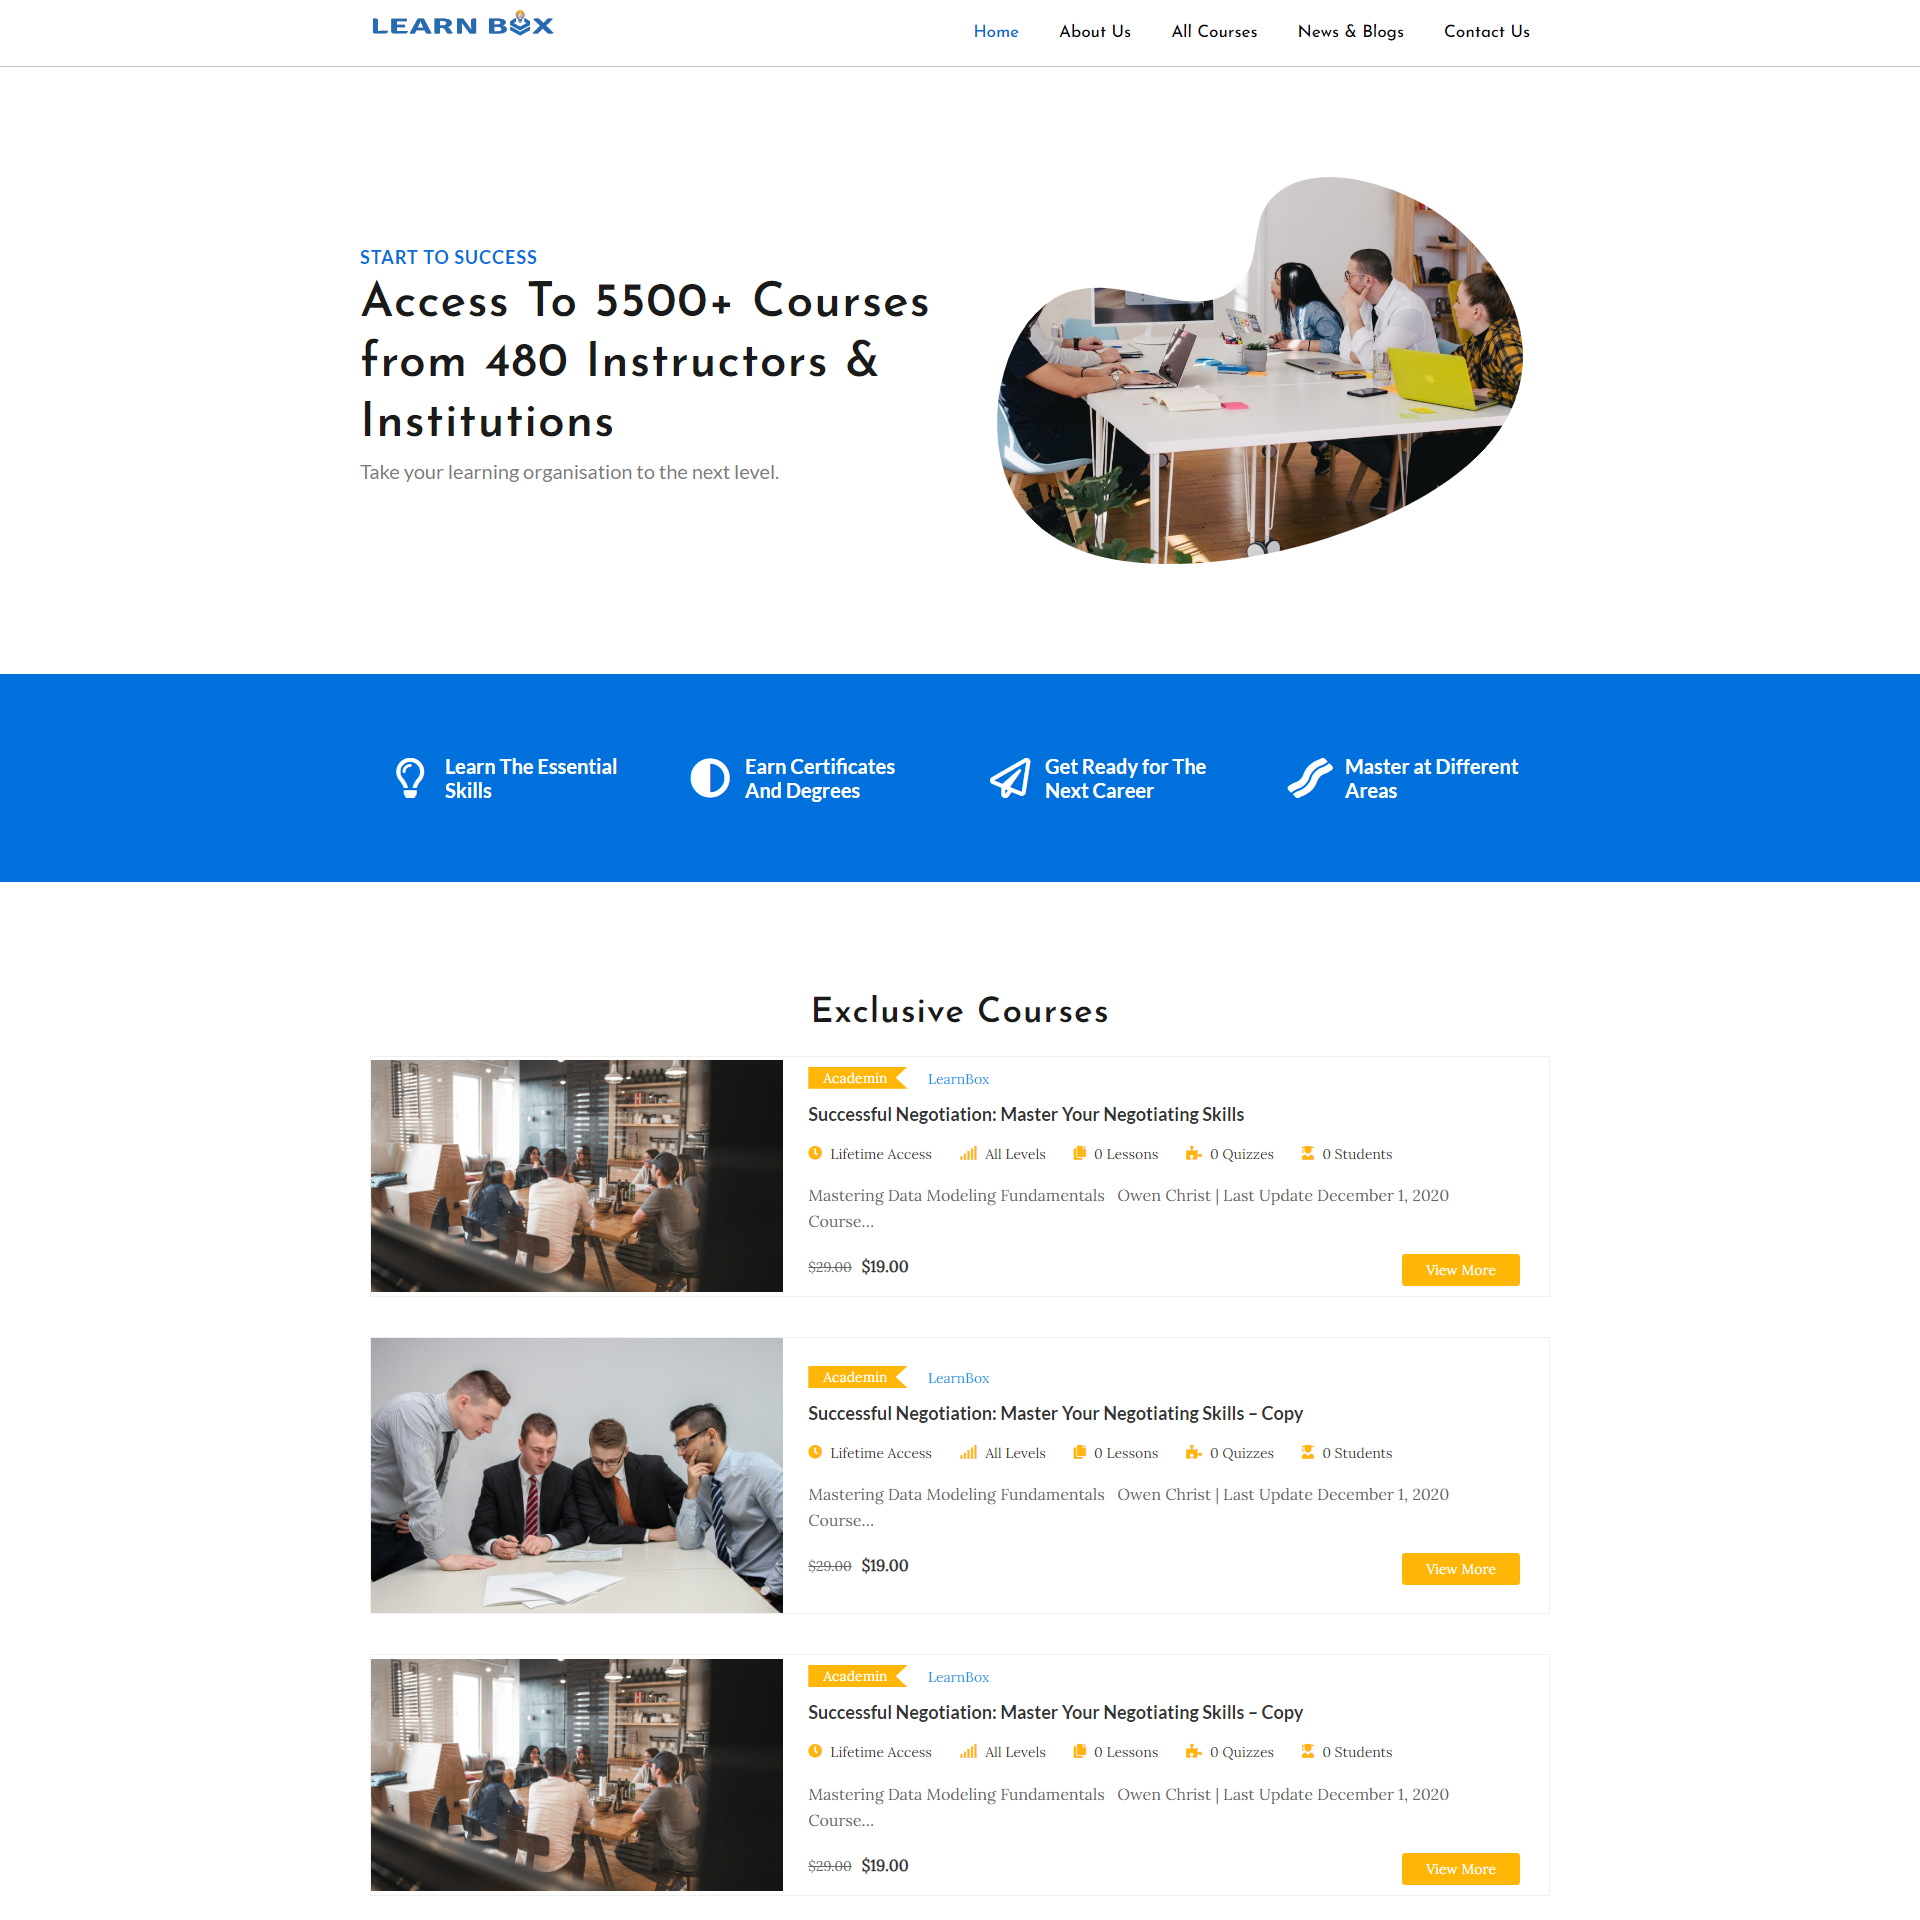 LEARN BOX
Home About Us All Courses News & Blogs Contact Us
START TO SUCCESS
Access To 5500+ Courses
from 480 Instructors &
Institutions
Take your learning organisation to the next level.
Learn The Essential
Skills
Earn Certificates
And Degrees
Get Ready for The
Next Career
Master at Different
Areas
Exclusive Courses
Academin LearnBox
Successful Negotiation: Master Your Negotiating Skills
Lifetime Access All Levels 0 Lessons 0 Quizzes 0 Students
Mastering Data Modeling Fundamentals Owen Christ | Last Update December 1, 2020
Course...
$29.00 $19.00
View More
Academin LearnBox
Successful Negotiation: Master Your Negotiating Skills – Copy
Lifetime Access All Levels 0 Lessons 0 Quizzes 0 Students
Mastering Data Modeling Fundamentals Owen Christ | Last Update December 1, 2020
Course...
$29.00 $19.00
View More
Academin LearnBox
Successful Negotiation: Master Your Negotiating Skills – Copy
Lifetime Access All Levels 0 Lessons 0 Quizzes 0 Students
Mastering Data Modeling Fundamentals Owen Christ | Last Update December 1, 2020
Course...
$29.00 $19.00
View More